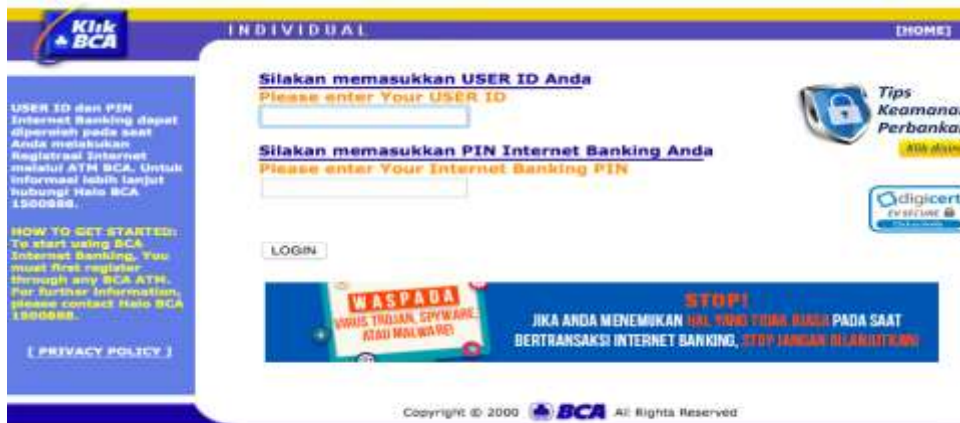 Klik
BCA
INDIVIDUAL
[HOME]
USER ID dan PIN
Internet Banking dapat
diperoleh pada saat
Anda melakukan
Registrasi Internet
melalui ATM BCA. Untuk
informasi lebih lanjut
hubungi Halo BCA
1500888.
HOW TO GET STARTED:
To start using BCA
Internet Banking, You
must first register
through any BCA ATM.
For further information,
please contact Halo BCA
1500888.
[ PRIVACY POLICY ]
Silakan memasukkan USER ID Anda
Please enter Your USER ID
Silakan memasukkan PIN Internet Banking Anda
Please enter Your Internet Banking PIN
LOGIN
Tips
Keamanan
Perbankan
Klik disini
digicert
EV SECURE
WASPADA
VIRUS TROJAN, SPYWARE,
ATAU MALWARE!
STOP!
JIKA ANDA MENEMUKAN HAL YANG TIDAK BIASA PADA SAAT
BERTRANSAKSI INTERNET BANKING, STOP JANGAN DILANJUTKAN!
Copyright © 2000 BCA All Rights Reserved